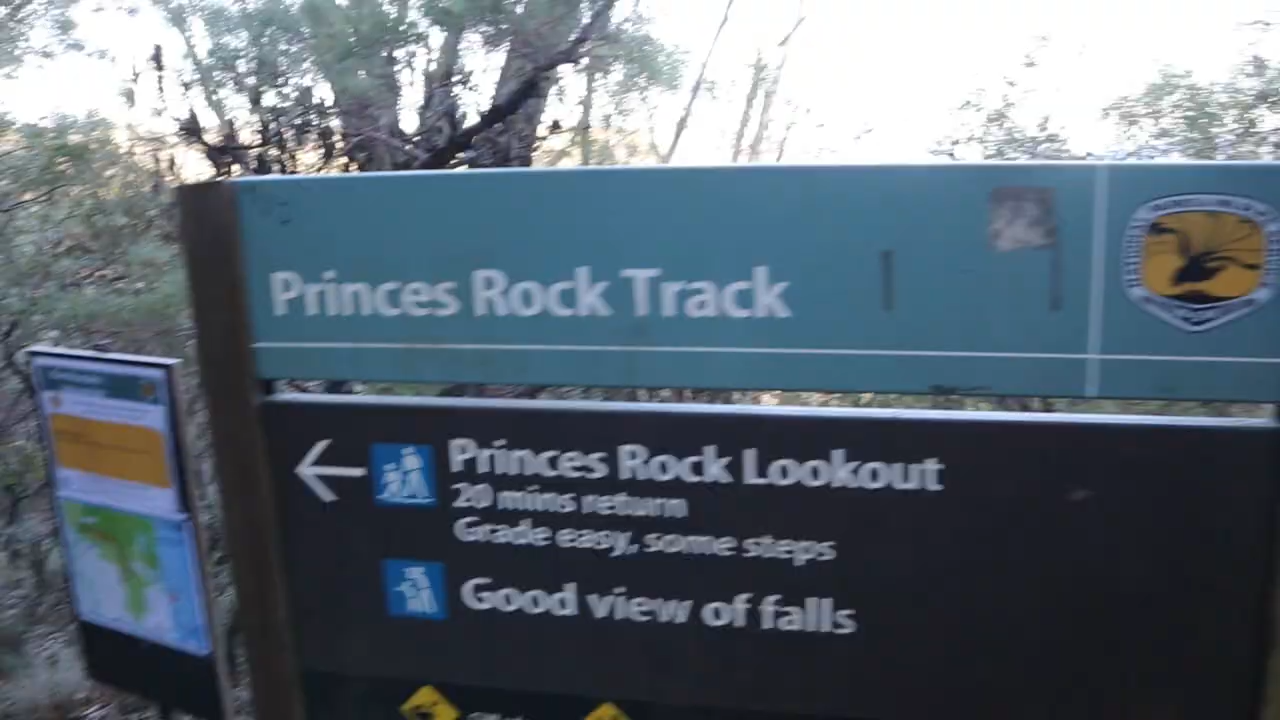 Princes Rock Track
Princes Rock Lookout
20 mins return
Grade easy, some steps
Good view of falls